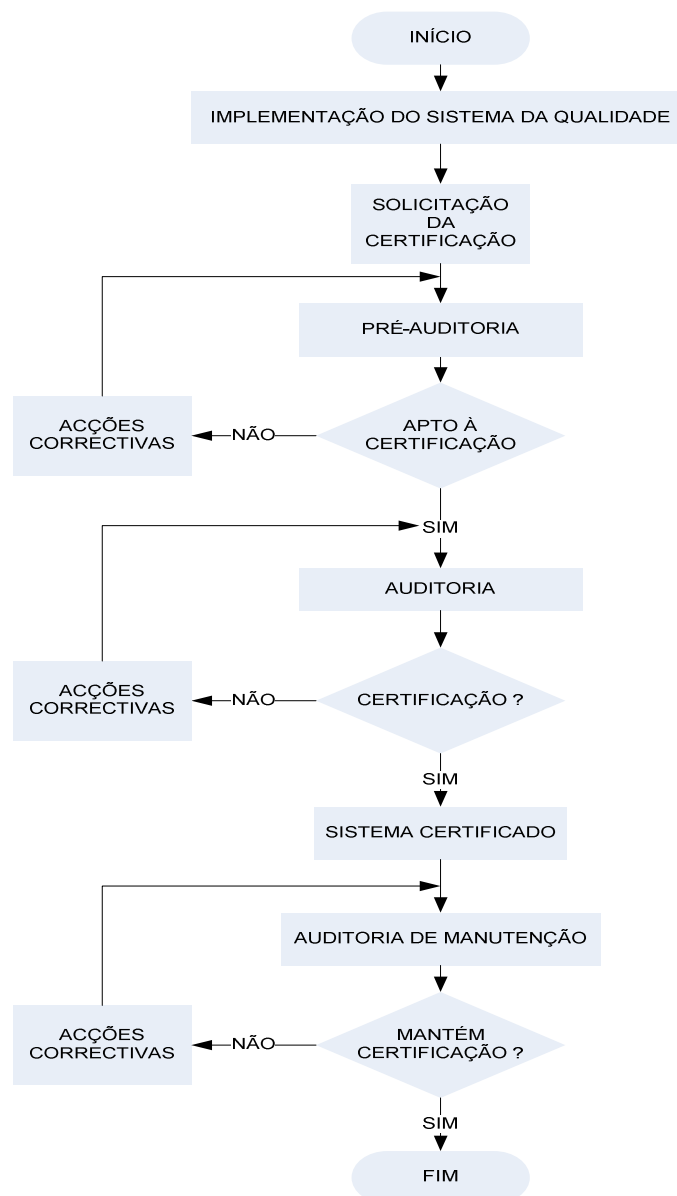 INÍCIO
IMPLEMENTAÇÃO DO SISTEMA DA QUALIDADE
SOLICITAÇÃO
DA
CERTIFICAÇÃO
PRÉ-AUDITORIA
ACÇÕES
CORRECTIVAS
NÃO
APTO À
CERTIFICAÇÃO
SIM
AUDITORIA
ACÇÕES
CORRECTIVAS
NÃO
CERTIFICAÇÃO ?
SIM
SISTEMA CERTIFICADO
AUDITORIA DE MANUTENÇÃO
ACÇÕES
CORRECTIVAS
NÃO
MANTÉM
CERTIFICAÇÃO ?
SIM
FIM